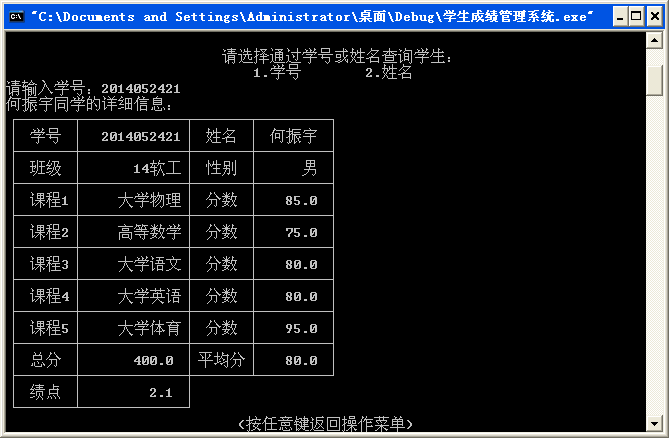 "C:\Documents and Settings\Administrator\桌面\Debug\学生成绩管理系统.exe"
请选择通过学号或姓名查询学生:
1.学号 2.姓名
请输入学号: 2014052421
何振宇同学的详细信息:
学号 2014052421 姓名 何振宇
班级 14软工 性别 男
课程1 大学物理 分数 85.0
课程2 高等数学 分数 75.0
课程3 大学语文 分数 80.0
课程4 大学英语 分数 80.0
课程5 大学体育 分数 95.0
总分 400.0 平均分 80.0
绩点 2.1
(按任意键返回操作菜单)